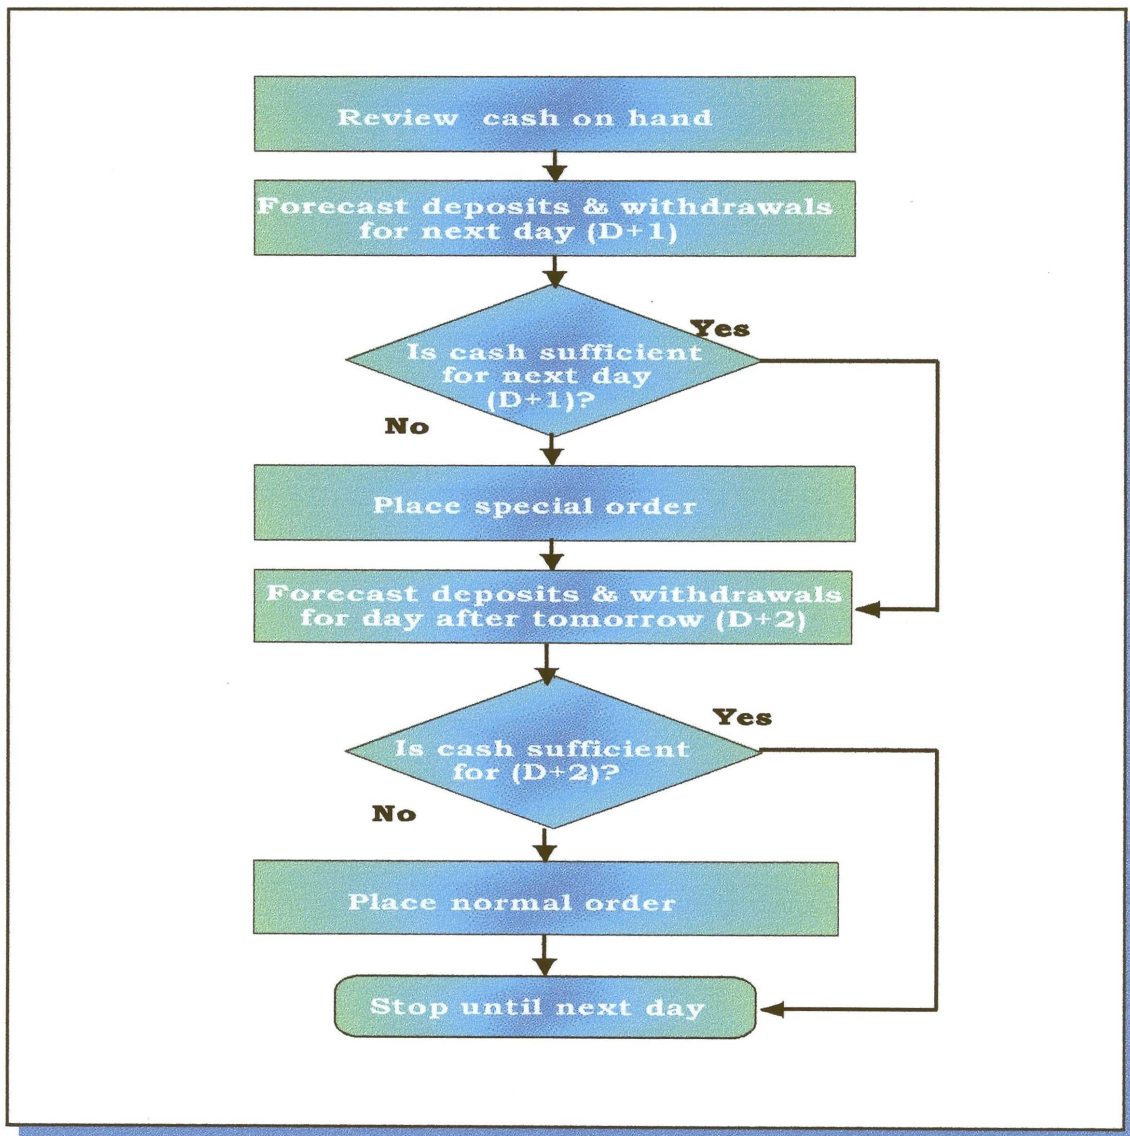 Review cash on hand
Forecast deposits & withdrawals
for next day (D+1)
Yes
Is cash sufficient
for next day
(D+1)?
No
Place special order
Forecast deposits & withdrawals
for day after tomorrow (D+2)
Yes
Is cash sufficient
for (D+2)?
No
Place normal order
Stop until next day